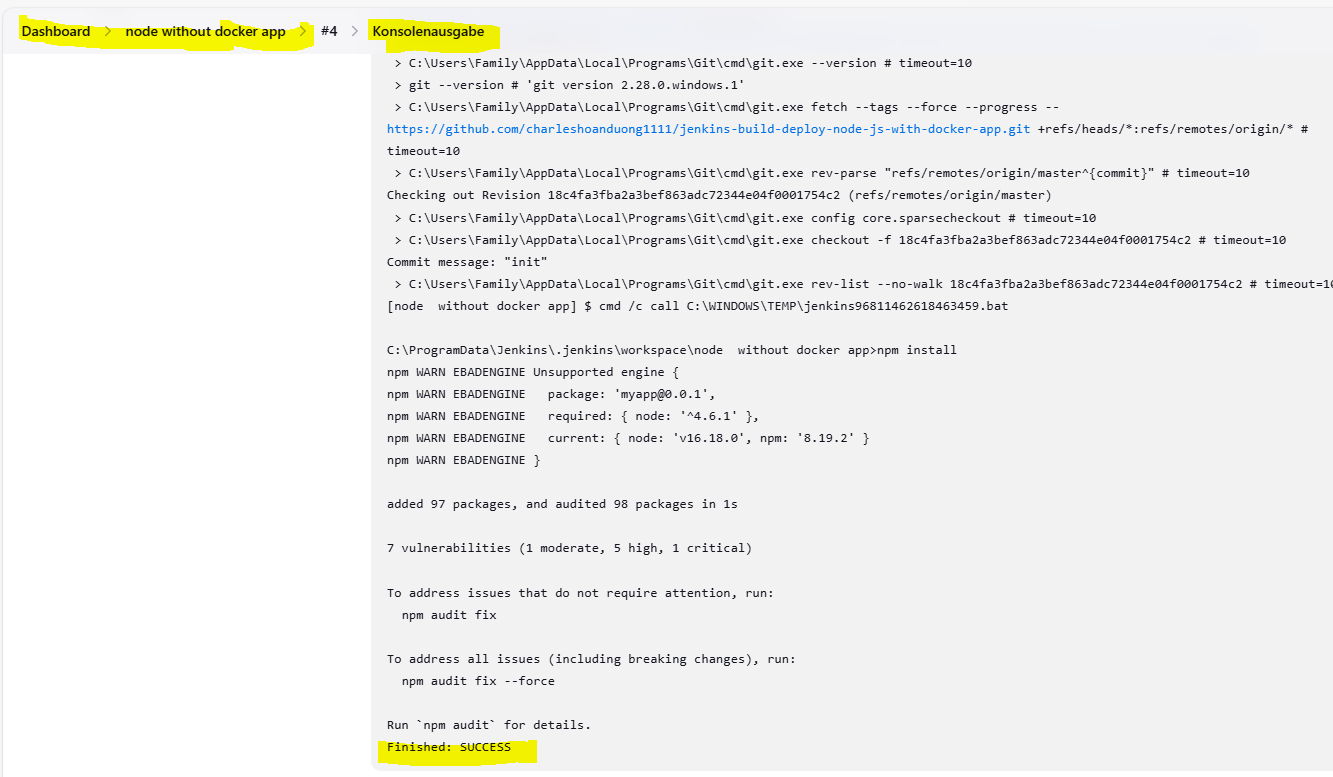 Dashboard > node without docker app > #4 > Konsolenausgabe
> C:\Users\Family\AppData\Local\Programs\Git\cmd\git.exe --version # timeout=10
> git --version # 'git version 2.28.0.windows.1'
> C:\Users\Family\AppData\Local\Programs\Git\cmd\git.exe fetch --tags --force --progress --
https://github.com/charleshoanduong1111/jenkins-build-deploy-node-js-with-docker-app.git +refs/heads/*:refs/remotes/origin/* #
timeout=10
> C:\Users\Family\AppData\Local\Programs\Git\cmd\git.exe rev-parse "refs/remotes/origin/master^{commit}" # timeout=10
Checking out Revision 18c4fa3fba2a3bef863adc72344e04f0001754c2 (refs/remotes/origin/master)
> C:\Users\Family\AppData\Local\Programs\Git\cmd\git.exe config core.sparsecheckout # timeout=10
> C:\Users\Family\AppData\Local\Programs\Git\cmd\git.exe checkout -f 18c4fa3fba2a3bef863adc72344e04f0001754c2 # timeout=10
Commit message: "init"
> C:\Users\Family\AppData\Local\Programs\Git\cmd\git.exe rev-list --no-walk 18c4fa3fba2a3bef863adc72344e04f0001754c2 # timeout=10
[node  without docker app] $ cmd /c call C:\WINDOWS\TEMP\jenkins96811462618463459.bat
C:\ProgramData\Jenkins\.jenkins\workspace\node  without docker app>npm install
npm WARN EBADENGINE Unsupported engine {
npm WARN EBADENGINE   package: 'myapp@0.0.1',
npm WARN EBADENGINE   required: { node: '^4.6.1' },
npm WARN EBADENGINE   current: { node: 'v16.18.0', npm: '8.19.2' }
npm WARN EBADENGINE }
added 97 packages, and audited 98 packages in 1s
7 vulnerabilities (1 moderate, 5 high, 1 critical)
To address issues that do not require attention, run:
npm audit fix
To address all issues (including breaking changes), run:
npm audit fix --force
Run `npm audit` for details.
Finished: SUCCESS